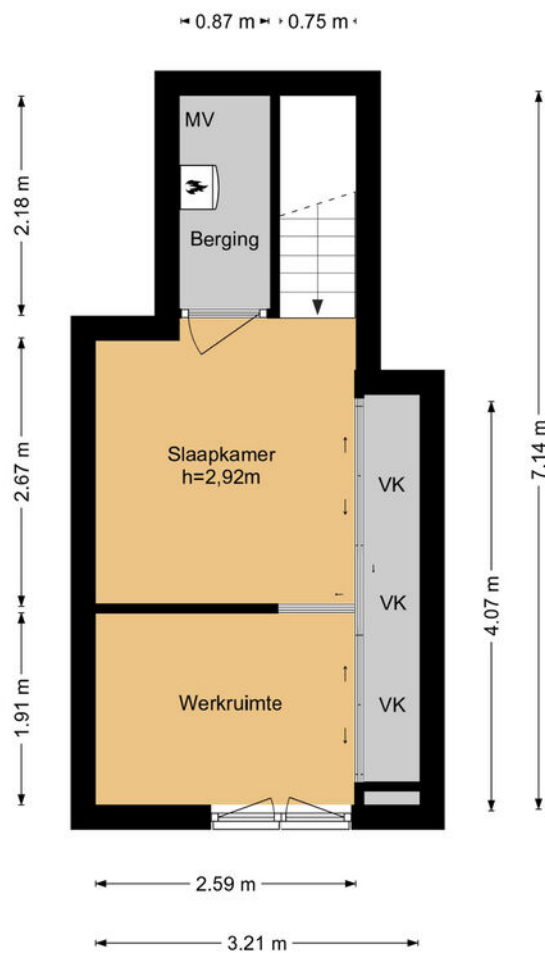 0.87 m
0.75 m
MV
2.18 m
Berging
7.14 m
Slaapkamer
h=2,92m
2.67 m
VK
VK
4.07 m
Werkruimte
VK
1.91 m
2.59 m
3.21 m